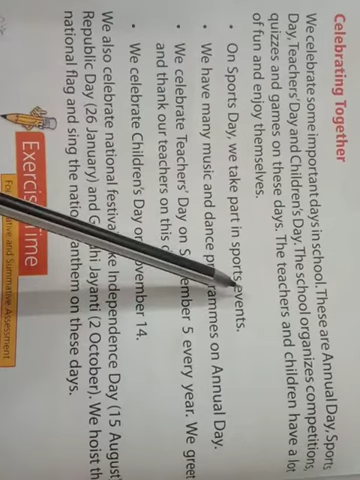 Celebrating Together
We celebrate some important days in school. These are Annual Day, Sports
Day, Teachers' Day and Children's Day. The school organizes competitions,
quizzes and games on these days. The teachers and children have a lot
of fun and enjoy themselves.
• On Sports Day, we take part in sports events.
• We have many music and dance pr rammes on Annual Day.
• We celebrate Teachers' Day on S ember 5 every year. We greet
and thank our teachers on this
• We celebrate Children's Day on ovember 14.
We also celebrate national festival ke Independence Day (15 August
Republic Day (26 January) and G hi Jayanti (2 October). We hoist th
national flag and sing the natio anthem on these days.
Exercis Time
For tive and Summative Assessment